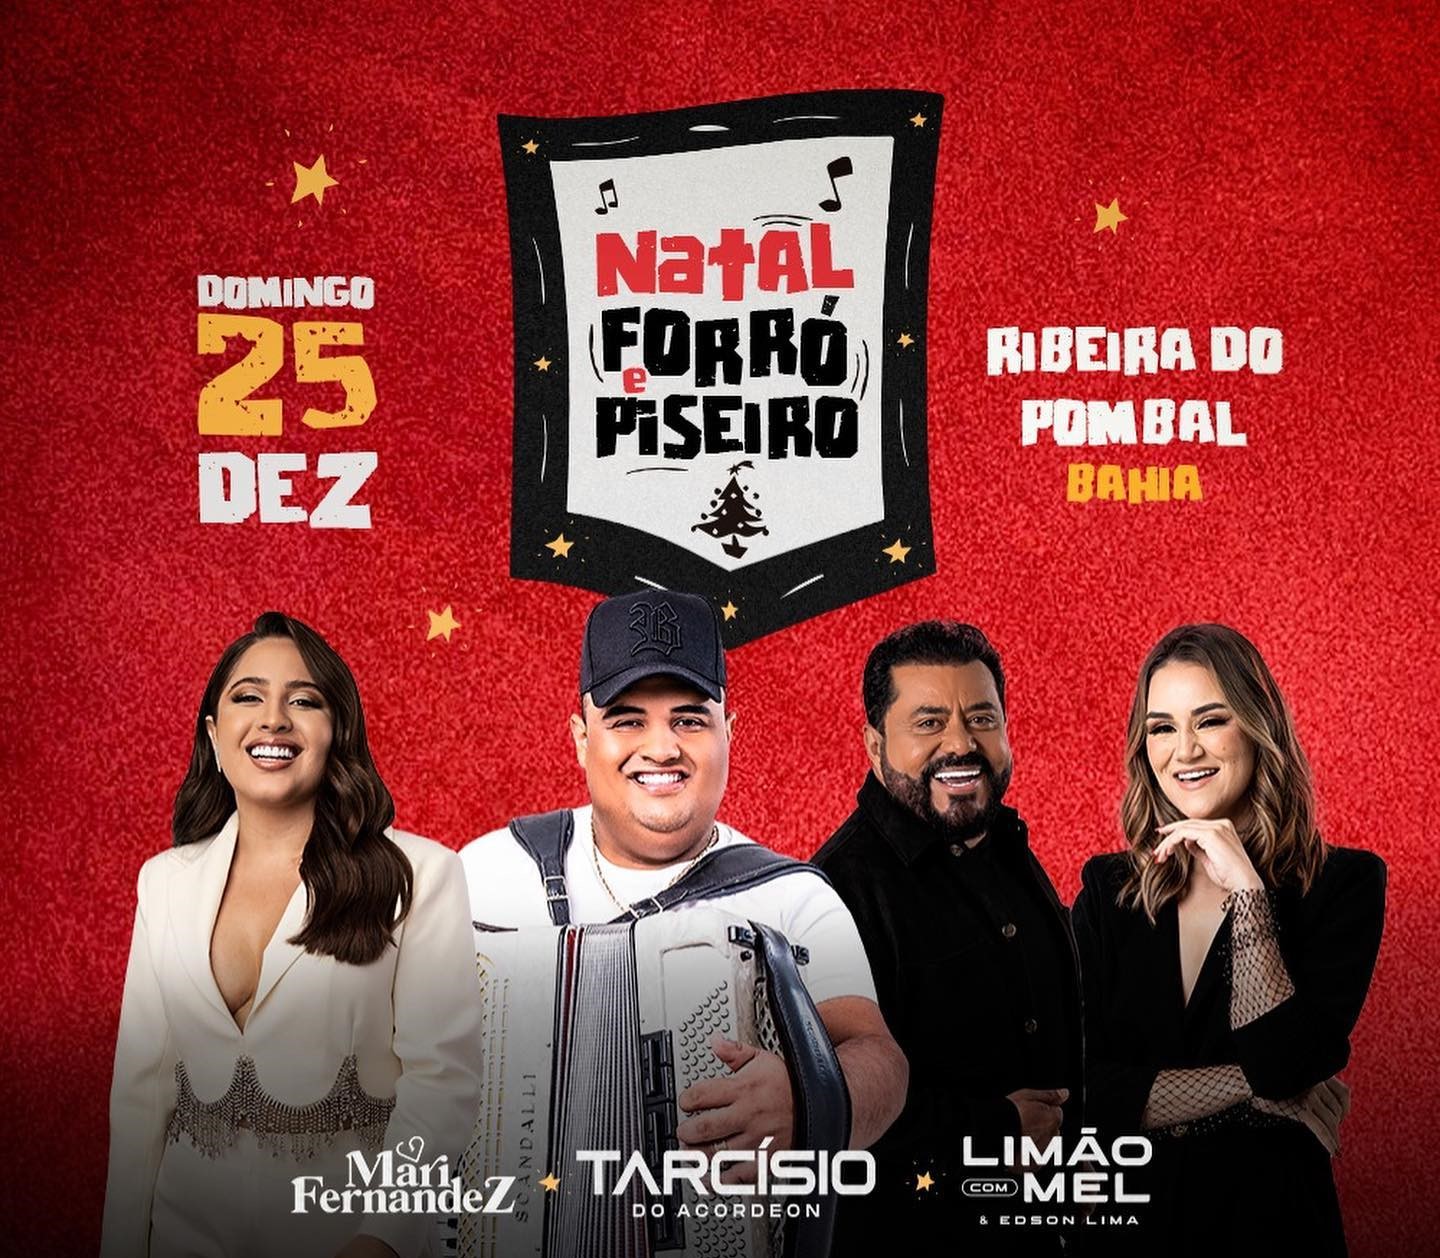 DOMINGO
25
DEZ
NatAL
FORRÓ
e
PiSEIRO
RiBEIRA DO
POMBAL
BAHIA
B
SCANDALLI
SCANDALLI
Mari
FernandeZ
TARCÍSIO
DO ACORDEON
LIMÃO
COM MEL
& EDSON LIMA